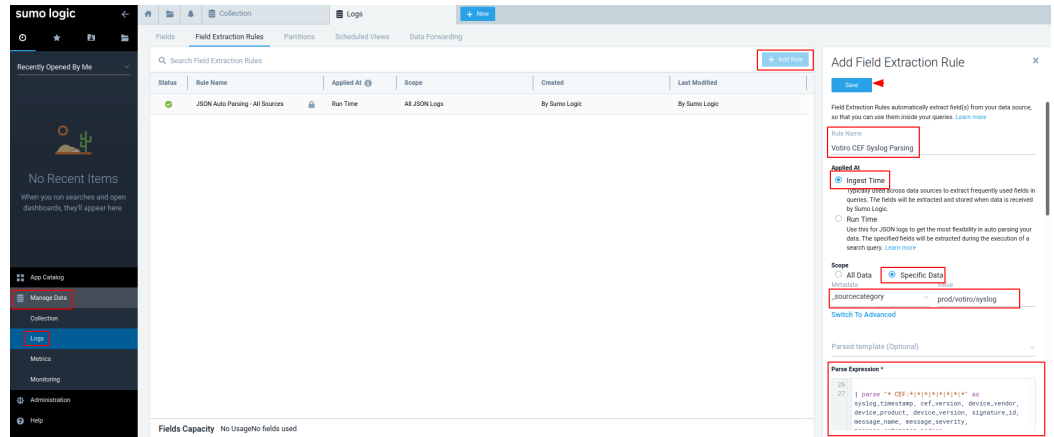 sumo logic
Collection
Logs
+ New
Recently Opened By Me
No Recent Items
When you run searches and open
dashboards, they'll appear here.
App Catalog
Manage Data
Collection
Logs
Metrics
Monitoring
Administration
Help
Fields
Field Extraction Rules
Partitions
Scheduled Views
Data Forwarding
Search Field Extraction Rules
+ Add Rule
Status Rule Name Applied At Scope Created Last Modified
JSON Auto Parsing - All Sources Run Time All JSON Logs By Sumo Logic By Sumo Logic
Fields Capacity No UsageNo fields used
Add Field Extraction Rule x
Save
Field Extraction Rules automatically extract field(s) from your data source,
so that you can use them inside your queries. Learn more
Rule Name
Votiro CEF Syslog Parsing
Applied At
Ingest Time
Typically used across data sources to extract frequently used fields in
queries. The fields will be extracted and stored when data is received
by Sumo Logic.
Run Time
Use this for JSON logs to get the most flexibility in auto parsing your
data. The specified fields will be extracted during the execution of a
search query. Learn more
Scope
All Data Specific Data
Metadata Value
_sourcecategory prod/votiro/syslog
Switch To Advanced
Parsed template (Optional)
Parse Expression *
26
27 | parse "* CEF:*|*|*|*|*|*|*|*" as
syslog_timestamp, cef_version, device_vendor,
device_product, device_version, signature_id,
message_name, message_severity,